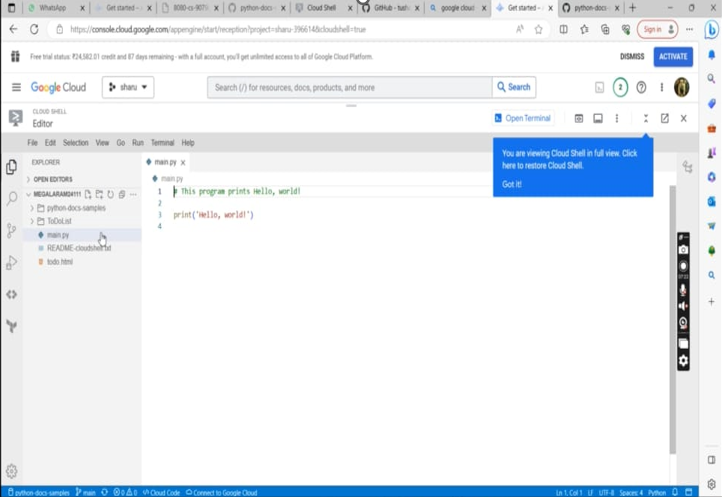 WhatsApp
Get started -
python-docs-
Cloud Shell
GitHub - tash
google cloud
Get started -
python-docs-
https://console.cloud.google.com/appengine/start/reception?project=sharu-396614&cloudshell=true
Sign in
Free trial status: ₹24,582.01 credit and 87 days remaining - with a full account, you'll get unlimited access to all of Google Cloud Platform.
DISMISS
ACTIVATE
Google Cloud
sharu
Search (/) for resources, docs, products, and more
Search
2
CLOUD SHELL
Editor
Open Terminal
File Edit Selection View Go Run Terminal Help
You are viewing Cloud Shell in full view. Click
here to restore Cloud Shell.
Got it!
EXPLORER
OPEN EDITORS
MEGALARAM24111
python-docs-samples
ToDoList
main.py
README-cloudshell.txt
todo.html
main.py
main.py
1 # This program prints Hello, world!
2
3 print('Hello, world!')
4
python-docs-samples
main
0
0
Cloud Code
Connect to Google Cloud
Ln 1, Col 1
LF
UTF-8
Spaces: 4
Python